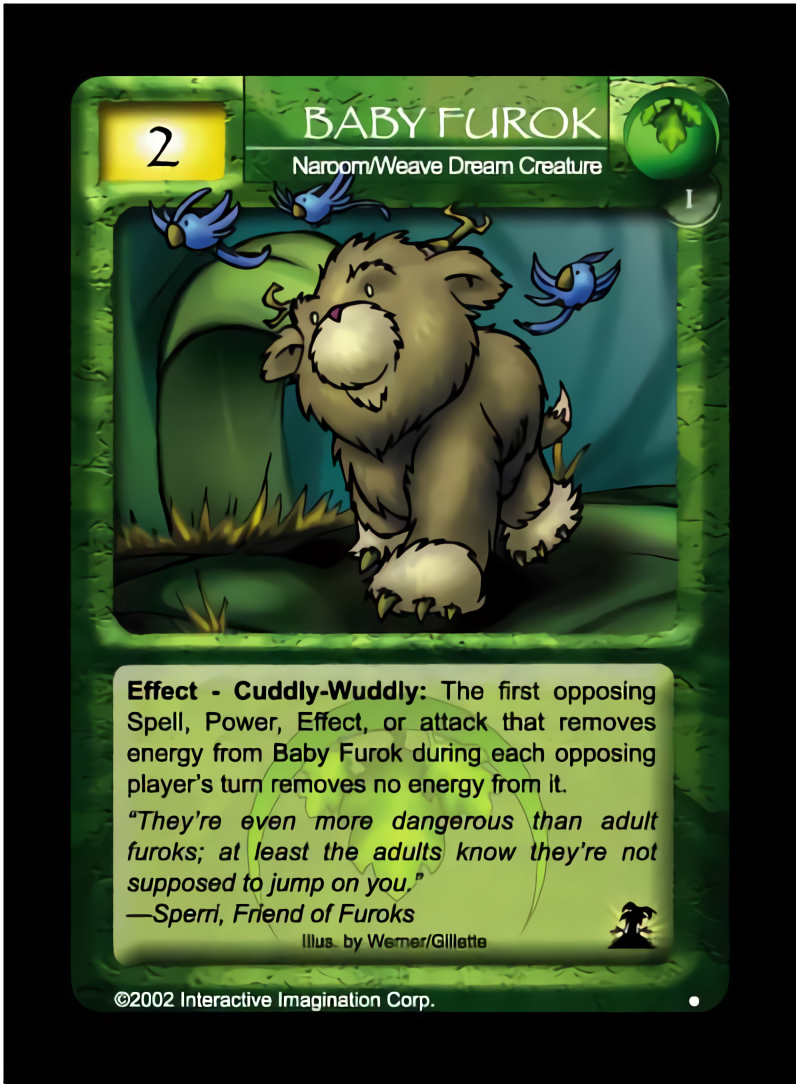 2
BABY FUROK
Naroom/Weave Dream Creature
I
Effect - Cuddly-Wuddly: The first opposing
Spell, Power, Effect, or attack that removes
energy from Baby Furok during each opposing
player's turn removes no energy from it.
"They're even more dangerous than adult
furoks; at least the adults know they're not
supposed to jump on you."
—Sperri, Friend of Furoks
Illus. by Werner/Gillette
©2002 Interactive Imagination Corp.